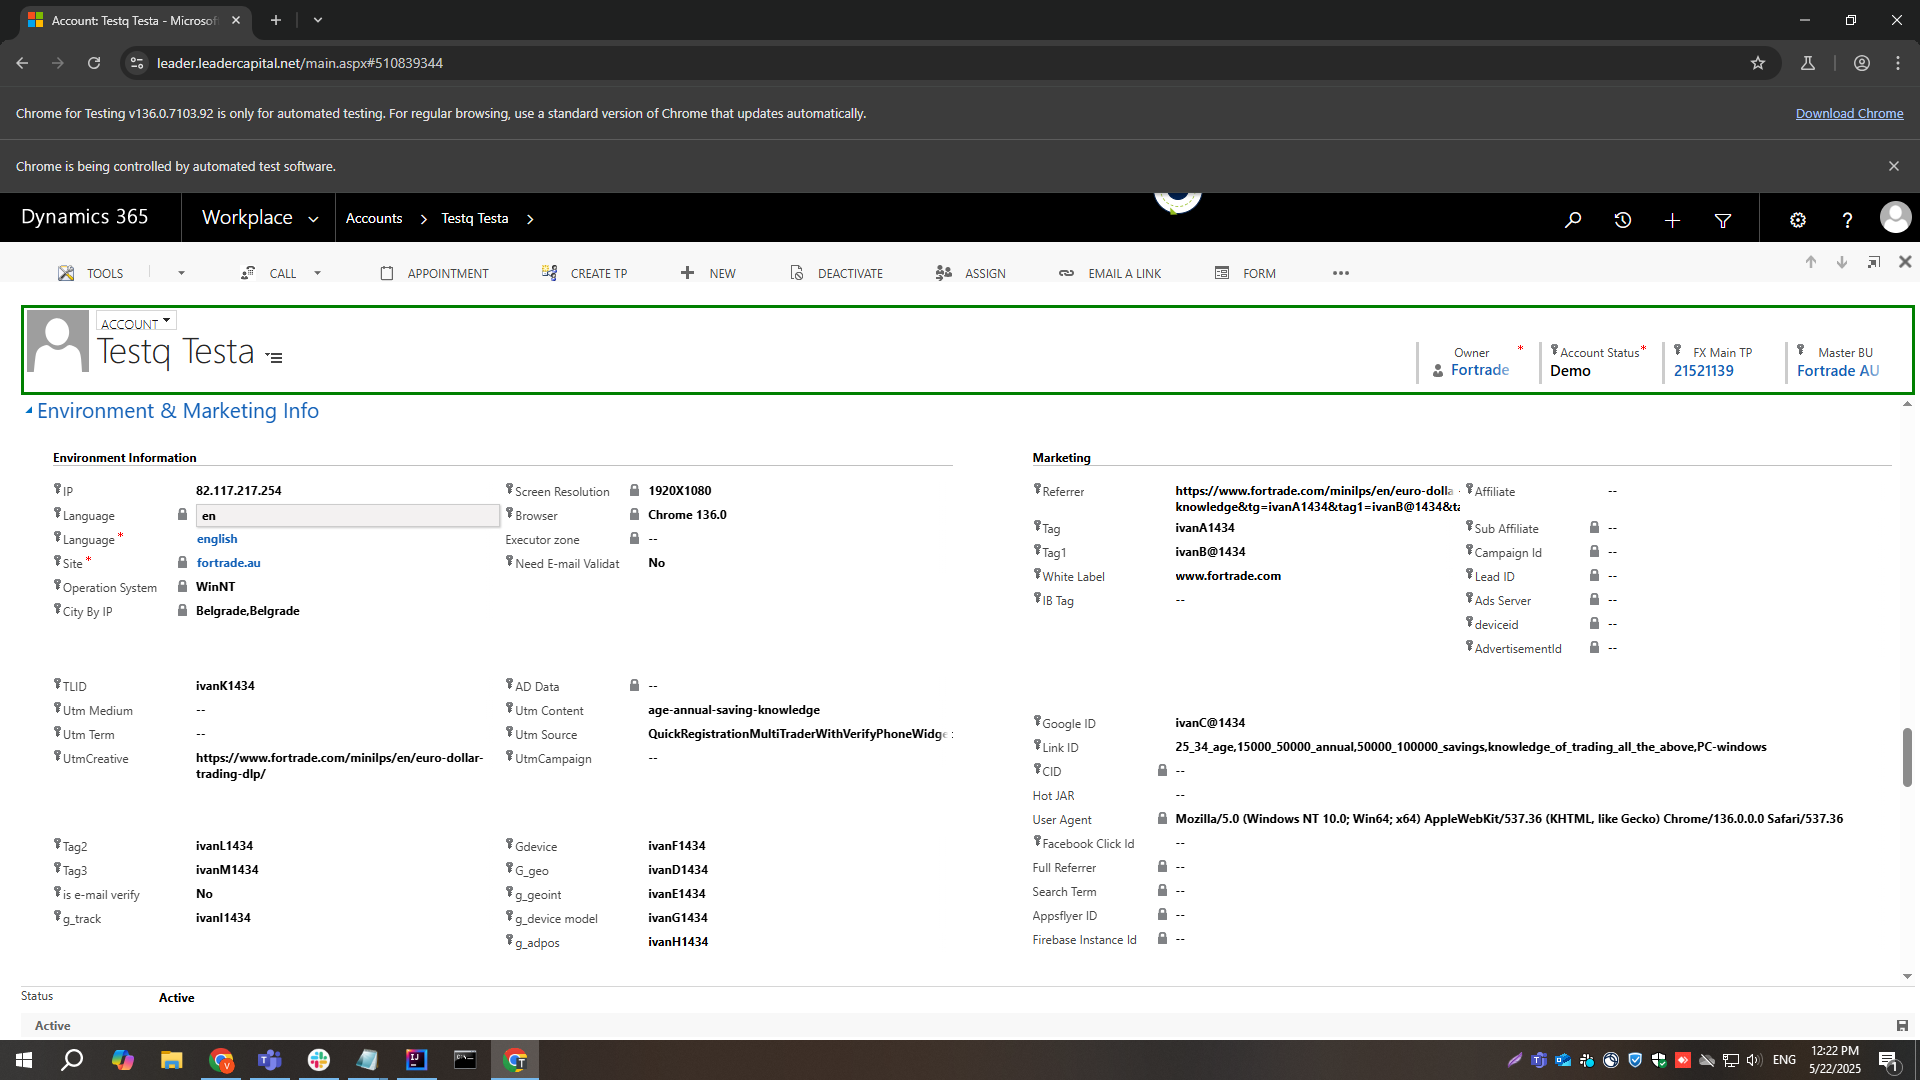 Account: Testq Testa - Microsof
leader.leadercapital.net/main.aspx#510839344
Chrome for Testing v136.0.7103.92 is only for automated testing. For regular browsing, use a standard version of Chrome that updates automatically.
Download Chrome
Chrome is being controlled by automated test software.
Dynamics 365
Workplace
Accounts
Testq Testa
TOOLS
CALL
APPOINTMENT
CREATE TP
NEW
DEACTIVATE
ASSIGN
EMAIL A LINK
FORM
ACCOUNT
Testq Testa
Owner *
Fortrade
Account Status *
Demo
FX Main TP
21521139
Master BU
Fortrade AU
Environment & Marketing Info
Environment Information
IP 82.117.217.254
Language en
Language * english
Site * fortrade.au
Operation System WinNT
City By IP Belgrade,Belgrade
Screen Resolution 1920X1080
Browser Chrome 136.0
Executor zone --
Need E-mail Validat No
TLID ivanK1434
Utm Medium --
Utm Term --
UtmCreative https://www.fortrade.com/minilps/en/euro-dollar-
trading-dlp/
AD Data --
Utm Content age-annual-saving-knowledge
Utm Source QuickRegistrationMultiTraderWithVerifyPhoneWidge
UtmCampaign --
Tag2 ivanL1434
Tag3 ivanM1434
is e-mail verify No
g_track ivanI1434
Gdevice ivanF1434
G_geo ivanD1434
g_geoint ivanE1434
g_device model ivanG1434
g_adpos ivanH1434
Marketing
Referrer https://www.fortrade.com/minilps/en/euro-dolla
knowledge&tg=ivanA1434&tag1=ivanB@1434&ta
Tag ivanA1434
Tag1 ivanB@1434
White Label www.fortrade.com
IB Tag --
Affiliate --
Sub Affiliate --
Campaign Id --
Lead ID --
Ads Server --
deviceid --
AdvertisementId --
Google ID ivanC@1434
Link ID 25_34_age,15000_50000_annual,50000_100000_savings,knowledge_of_trading_all_the_above,PC-windows
CID --
Hot JAR --
User Agent Mozilla/5.0 (Windows NT 10.0; Win64; x64) AppleWebKit/537.36 (KHTML, like Gecko) Chrome/136.0.0.0 Safari/537.36
Facebook Click Id --
Full Referrer --
Search Term --
Appsflyer ID --
Firebase Instance Id --
Status Active
Active
ENG
12:22 PM
5/22/2025
1